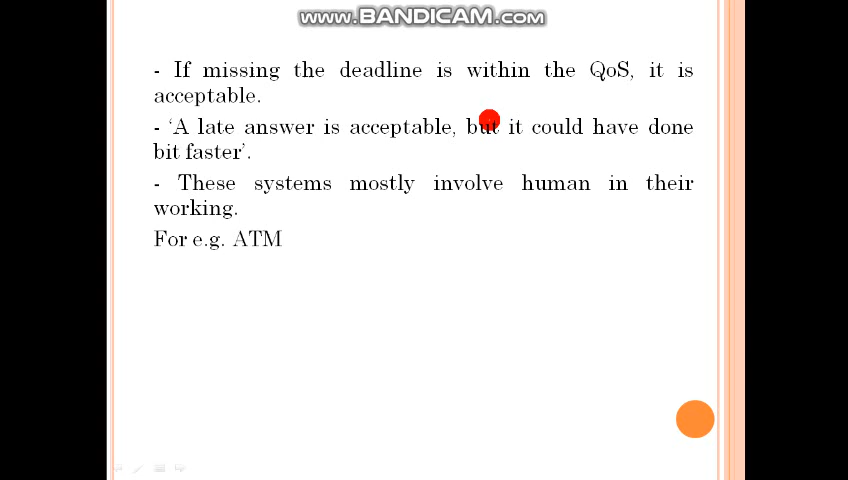 www.BANDICAM.com
- If missing the deadline is within the QoS, it is
acceptable.
- ‘A late answer is acceptable, but it could have done
bit faster’.
- These systems mostly involve human in their
working.
For e.g. ATM